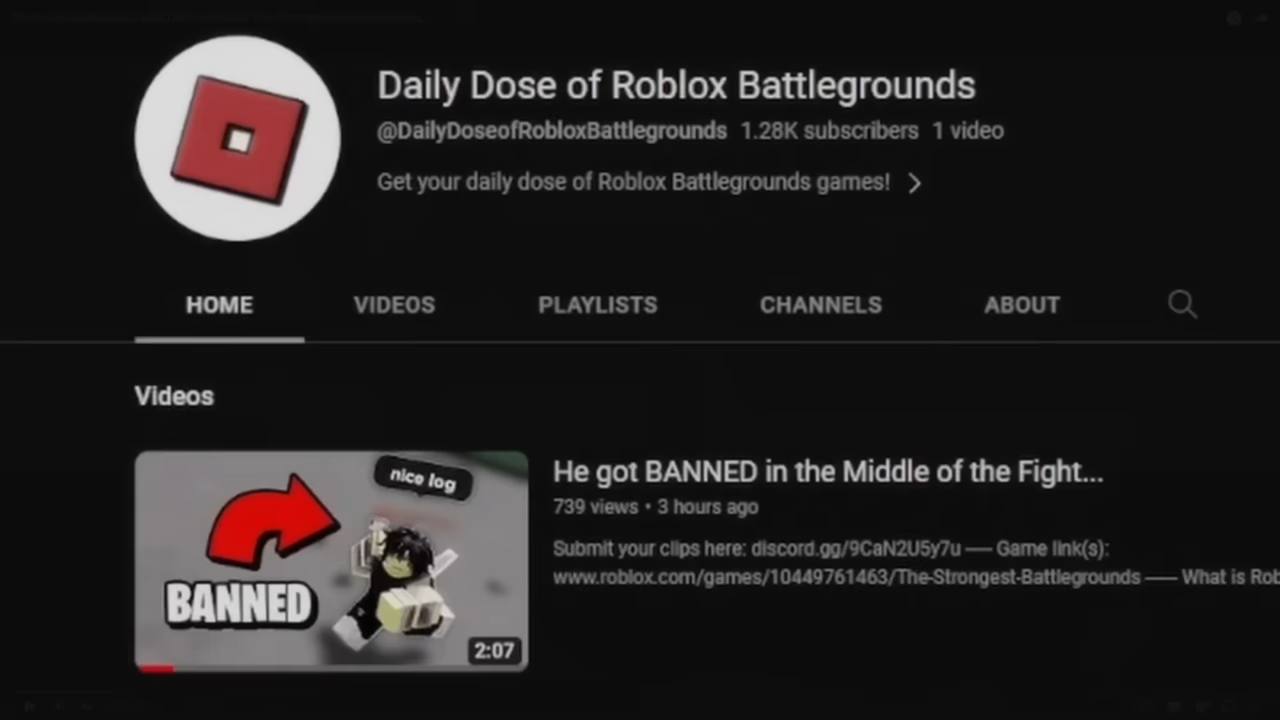 Daily Dose of Roblox Battlegrounds
@DailyDoseofRobloxBattlegrounds 1.28K subscribers 1 video
Get your daily dose of Roblox Battlegrounds games!
HOME VIDEOS PLAYLISTS CHANNELS ABOUT
Videos
nice log
BANNED
2:07
He got BANNED in the Middle of the Fight...
739 views • 3 hours ago
Submit your clips here: discord.gg/9CaN2U5y7u —— Game link(s):
www.roblox.com/games/10449761463/The-Strongest-Battlegrounds —— What is Rob